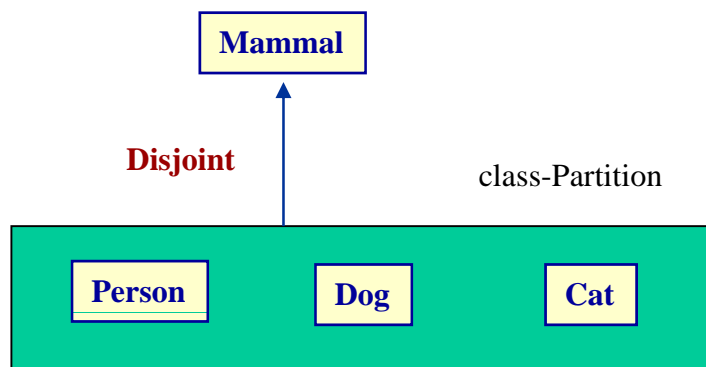 Mammal
Disjoint
class-Partition
Person
Dog
Cat